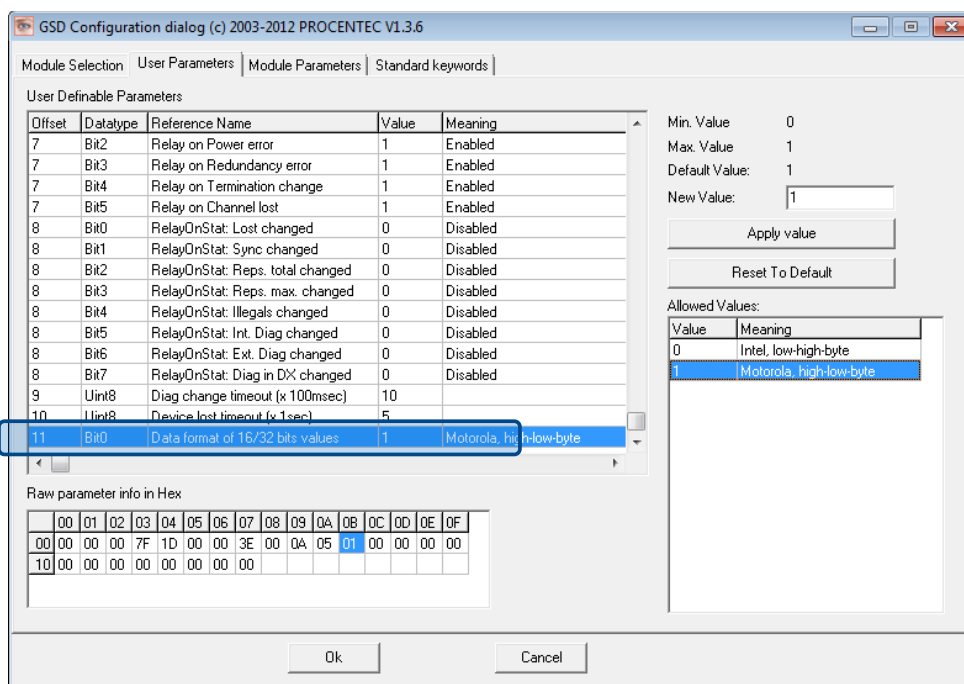 GSD Configuration dialog (c) 2003-2012 PROCENTEC V1.3.6
Module Selection User Parameters Module Parameters Standard keywords
User Definable Parameters
Offset Datatype Reference Name Value Meaning
7 Bit2 Relay on Power error 1 Enabled
7 Bit3 Relay on Redundancy error 1 Enabled
7 Bit4 Relay on Termination change 1 Enabled
7 Bit5 Relay on Channel lost 1 Enabled
8 Bit0 RelayOnStat: Lost changed 0 Disabled
8 Bit1 RelayOnStat: Sync changed 0 Disabled
8 Bit2 RelayOnStat: Reps. total changed 0 Disabled
8 Bit3 RelayOnStat: Reps. max. changed 0 Disabled
8 Bit4 RelayOnStat: Illegals changed 0 Disabled
8 Bit5 RelayOnStat: Int. Diag changed 0 Disabled
8 Bit6 RelayOnStat: Ext. Diag changed 0 Disabled
8 Bit7 RelayOnStat: Diag in DX changed 0 Disabled
9 Uint8 Diag change timeout (x 100msec) 10
10 Uint8 Device lost timeout (x 1sec) 5
11 Bit0 Data format of 16/32 bits values 1 Motorola, high-low-byte
Raw parameter info in Hex
00 01 02 03 04 05 06 07 08 09 0A 0B 0C 0D 0E 0F
00 00 00 00 7F 1D 00 00 3E 00 0A 05 01 00 00 00 00
10 00 00 00 00 00 00 00 00
Min. Value 0
Max. Value 1
Default Value: 1
New Value: 1
Apply value
Reset To Default
Allowed Values:
Value Meaning
0 Intel, low-high-byte
1 Motorola, high-low-byte
Ok Cancel